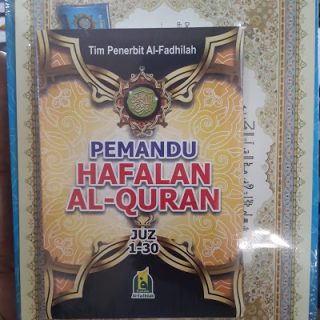 Tim Penerbit Al-Fadhilah
PEMANDU
HAFALAN
AL-QURAN
JUZ
1-30